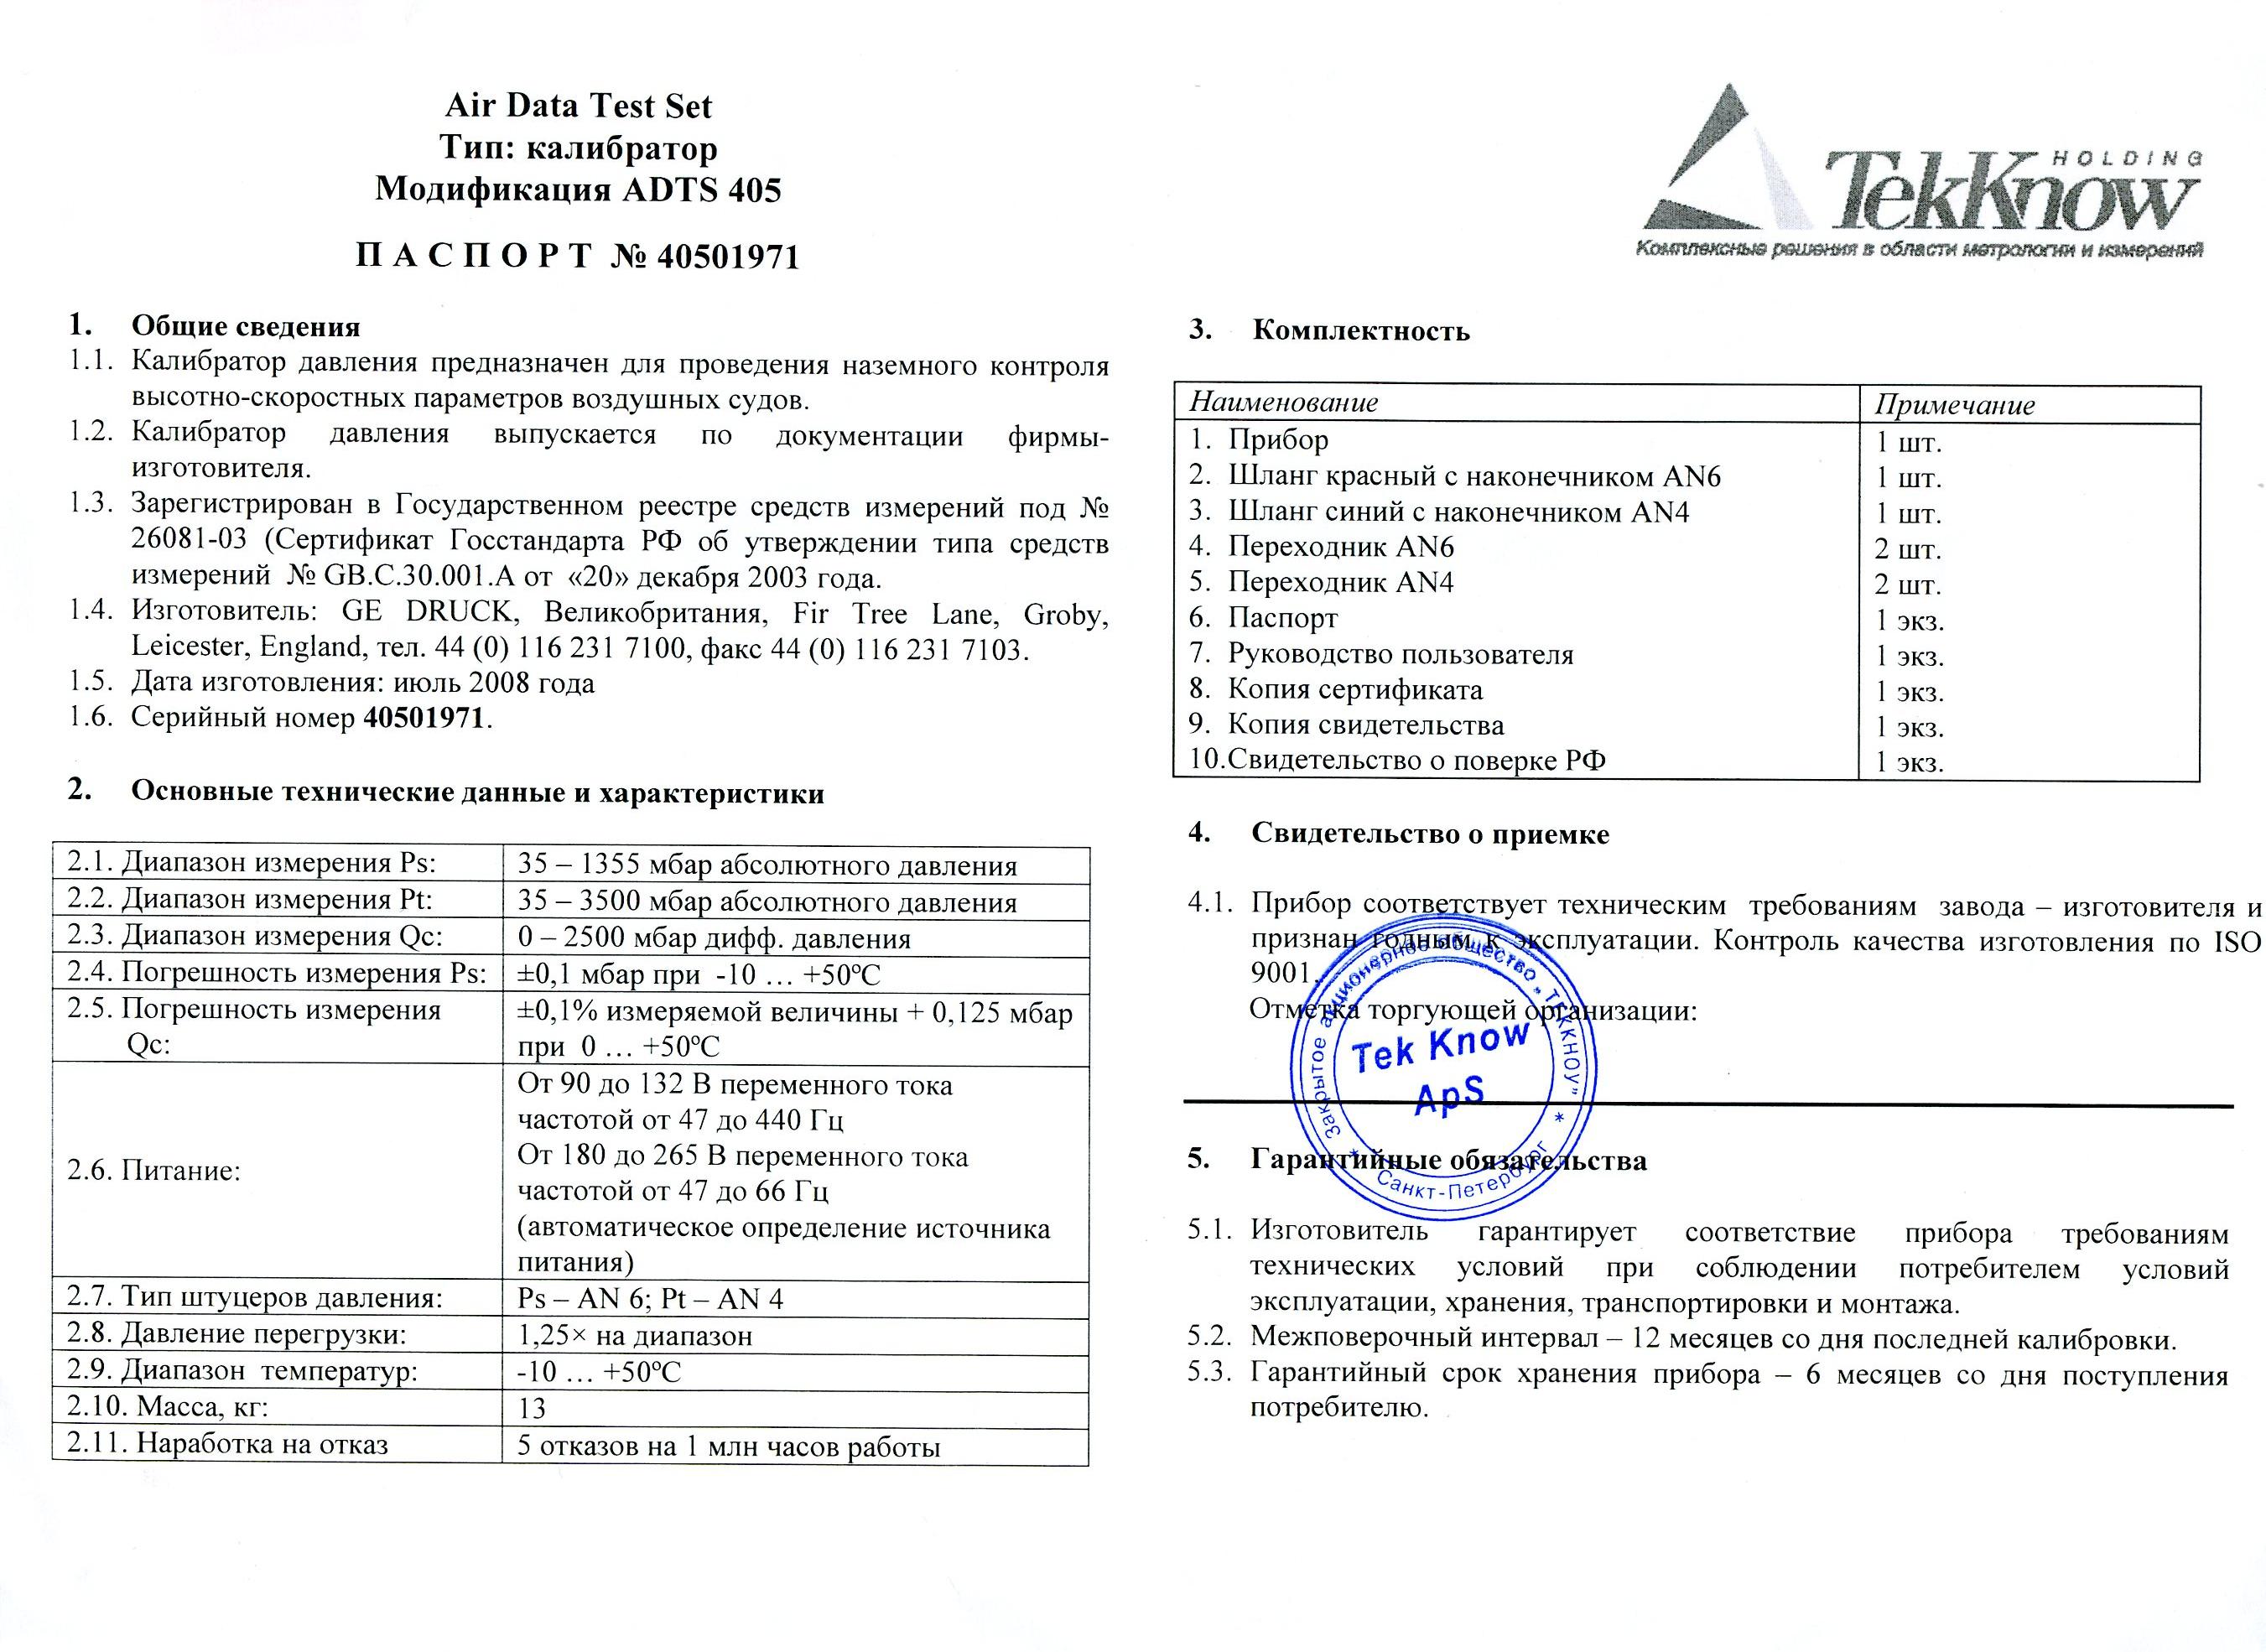 Air Data Test Set
Тип: калибратор
Модификация ADTS 405
П А С П О Р Т № 40501971
1. Общие сведения
1.1. Калибратор давления предназначен для проведения наземного контроля
высотно-скоростных параметров воздушных судов.
1.2. Калибратор давления выпускается по документации фирмы-
изготовителя.
1.3. Зарегистрирован в Государственном реестре средств измерений под №
26081-03 (Сертификат Госстандарта РФ об утверждении типа средств
измерений № GB.C.30.001.A от «20» декабря 2003 года.
1.4. Изготовитель: GE DRUCK, Великобритания, Fir Tree Lane, Groby,
Leicester, England, тел. 44 (0) 116 231 7100, факс 44 (0) 116 231 7103.
1.5. Дата изготовления: июль 2008 года
1.6. Серийный номер 40501971.
2. Основные технические данные и характеристики
2.1. Диапазон измерения Ps: 35 – 1355 мбар абсолютного давления
2.2. Диапазон измерения Pt: 35 – 3500 мбар абсолютного давления
2.3. Диапазон измерения Qc: 0 – 2500 мбар дифф. давления
2.4. Погрешность измерения Ps: ±0,1 мбар при -10 … +50ºС
2.5. Погрешность измерения ±0,1% измеряемой величины + 0,125 мбар
Qc: при 0 … +50ºС
От 90 до 132 В переменного тока
частотой от 47 до 440 Гц
От 180 до 265 В переменного тока
2.6. Питание: частотой от 47 до 66 Гц
(автоматическое определение источника
питания)
2.7. Тип штуцеров давления: Ps – AN 6; Pt – AN 4
2.8. Давление перегрузки: 1,25× на диапазон
2.9. Диапазон температур: -10 … +50ºС
2.10. Масса, кг: 13
2.11. Наработка на отказ 5 отказов на 1 млн часов работы
HOLDING
TekKnow
Комплексные решения в области метрологии и измерений
3. Комплектность
Наименование Примечание
1. Прибор 1 шт.
2. Шланг красный с наконечником AN6 1 шт.
3. Шланг синий с наконечником AN4 1 шт.
4. Переходник AN6 2 шт.
5. Переходник AN4 2 шт.
6. Паспорт 1 экз.
7. Руководство пользователя 1 экз.
8. Копия сертификата 1 экз.
9. Копия свидетельства 1 экз.
10.Свидетельство о поверке РФ 1 экз.
4. Свидетельство о приемке
4.1. Прибор соответствует техническим требованиям завода – изготовителя и
признан годным к эксплуатации. Контроль качества изготовления по ISO
9001.
Отметка торгующей организации:
Закрытое акционерное общество „ТЕККНОУ”
Tek Know
ApS
* Санкт-Петербург *
5. Гарантийные обязательства
5.1. Изготовитель гарантирует соответствие прибора требованиям
технических условий при соблюдении потребителем условий
эксплуатации, хранения, транспортировки и монтажа.
5.2. Межповерочный интервал – 12 месяцев со дня последней калибровки.
5.3. Гарантийный срок хранения прибора – 6 месяцев со дня поступления
потребителю.